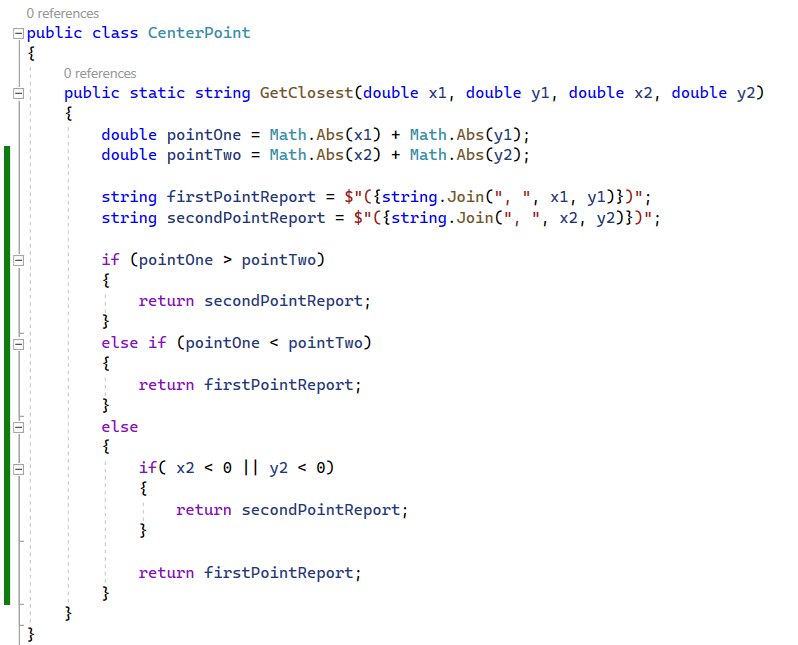 0 references
public class CenterPoint
{
0 references
public static string GetClosest(double x1, double y1, double x2, double y2)
{
double pointOne = Math.Abs(x1) + Math.Abs(y1);
double pointTwo = Math.Abs(x2) + Math.Abs(y2);
string firstPointReport = $"({string.Join(", ", x1, y1)})";
string secondPointReport = $"({string.Join(", ", x2, y2)})";
if (pointOne > pointTwo)
{
return secondPointReport;
}
else if (pointOne < pointTwo)
{
return firstPointReport;
}
else
{
if( x2 < 0 || y2 < 0)
{
return secondPointReport;
}
return firstPointReport;
}
}
}